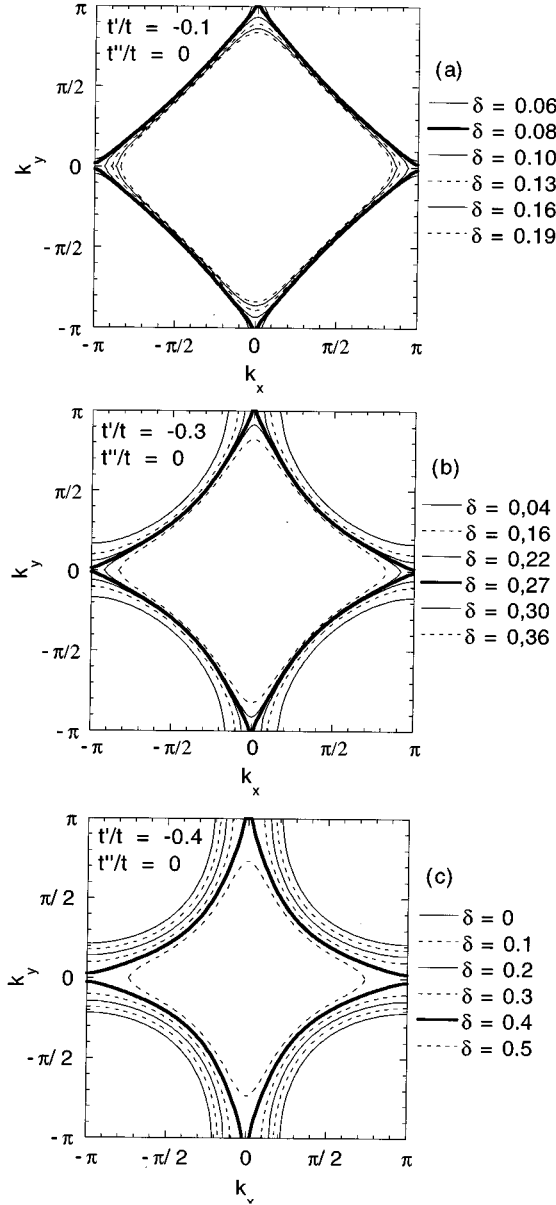 t'/t = -0.1
t''/t = 0
(a)
δ = 0.06
δ = 0.08
δ = 0.10
δ = 0.13
δ = 0.16
δ = 0.19
π
π/2
0
-π/2
-π
k_y
-π
-π/2
0
π/2
π
k_x
t'/t = -0.3
t''/t = 0
(b)
δ = 0,04
δ = 0,16
δ = 0,22
δ = 0,27
δ = 0,30
δ = 0,36
π
π/2
0
-π/2
-π
k_y
-π
-π/2
0
π/2
π
k_x
t'/t = -0.4
t''/t = 0
(c)
δ = 0
δ = 0.1
δ = 0.2
δ = 0.3
δ = 0.4
δ = 0.5
π
π/ 2
0
-π/ 2
-π
k_y
-π
-π/ 2
0
π/ 2
π